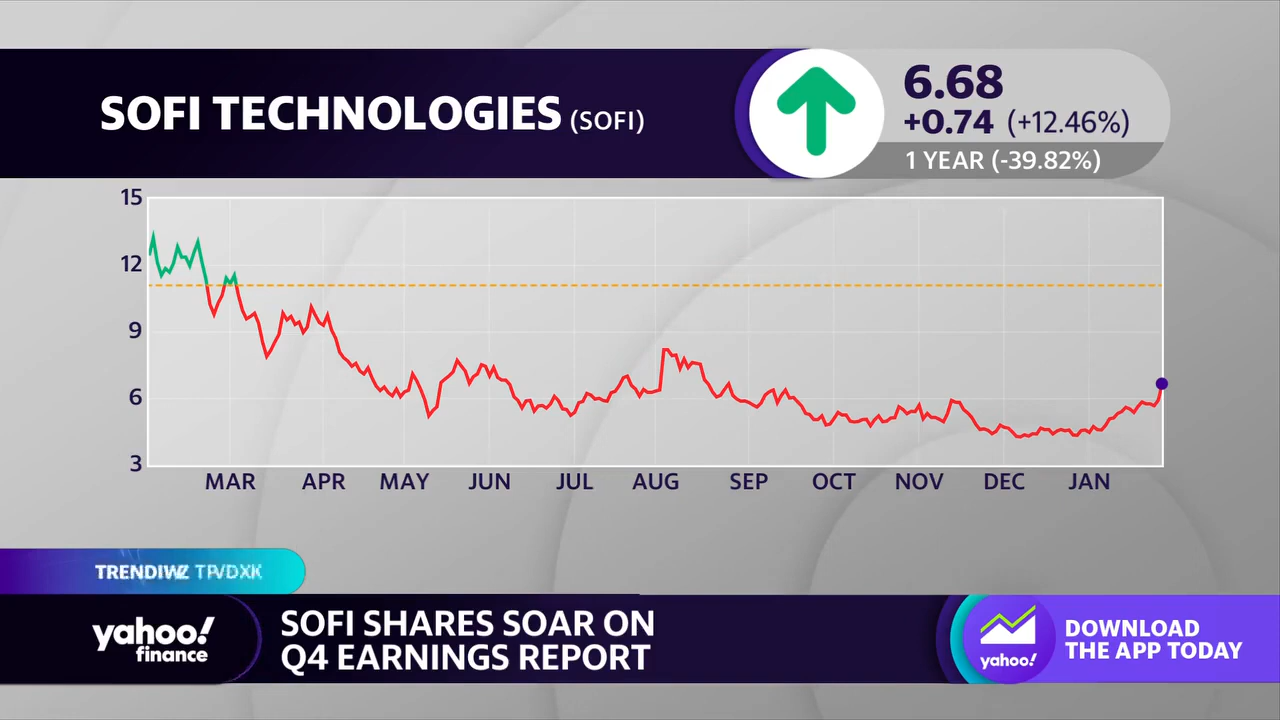 SOFI TECHNOLOGIES (SOFI)
6.68
+0.74 (+12.46%)
1 YEAR (-39.82%)
15
12
9
6
3
MAR APR MAY JUN JUL AUG SEP OCT NOV DEC JAN
yahoo!
finance
SOFI SHARES SOAR ON
Q4 EARNINGS REPORT
yahoo!
DOWNLOAD
THE APP TODAY